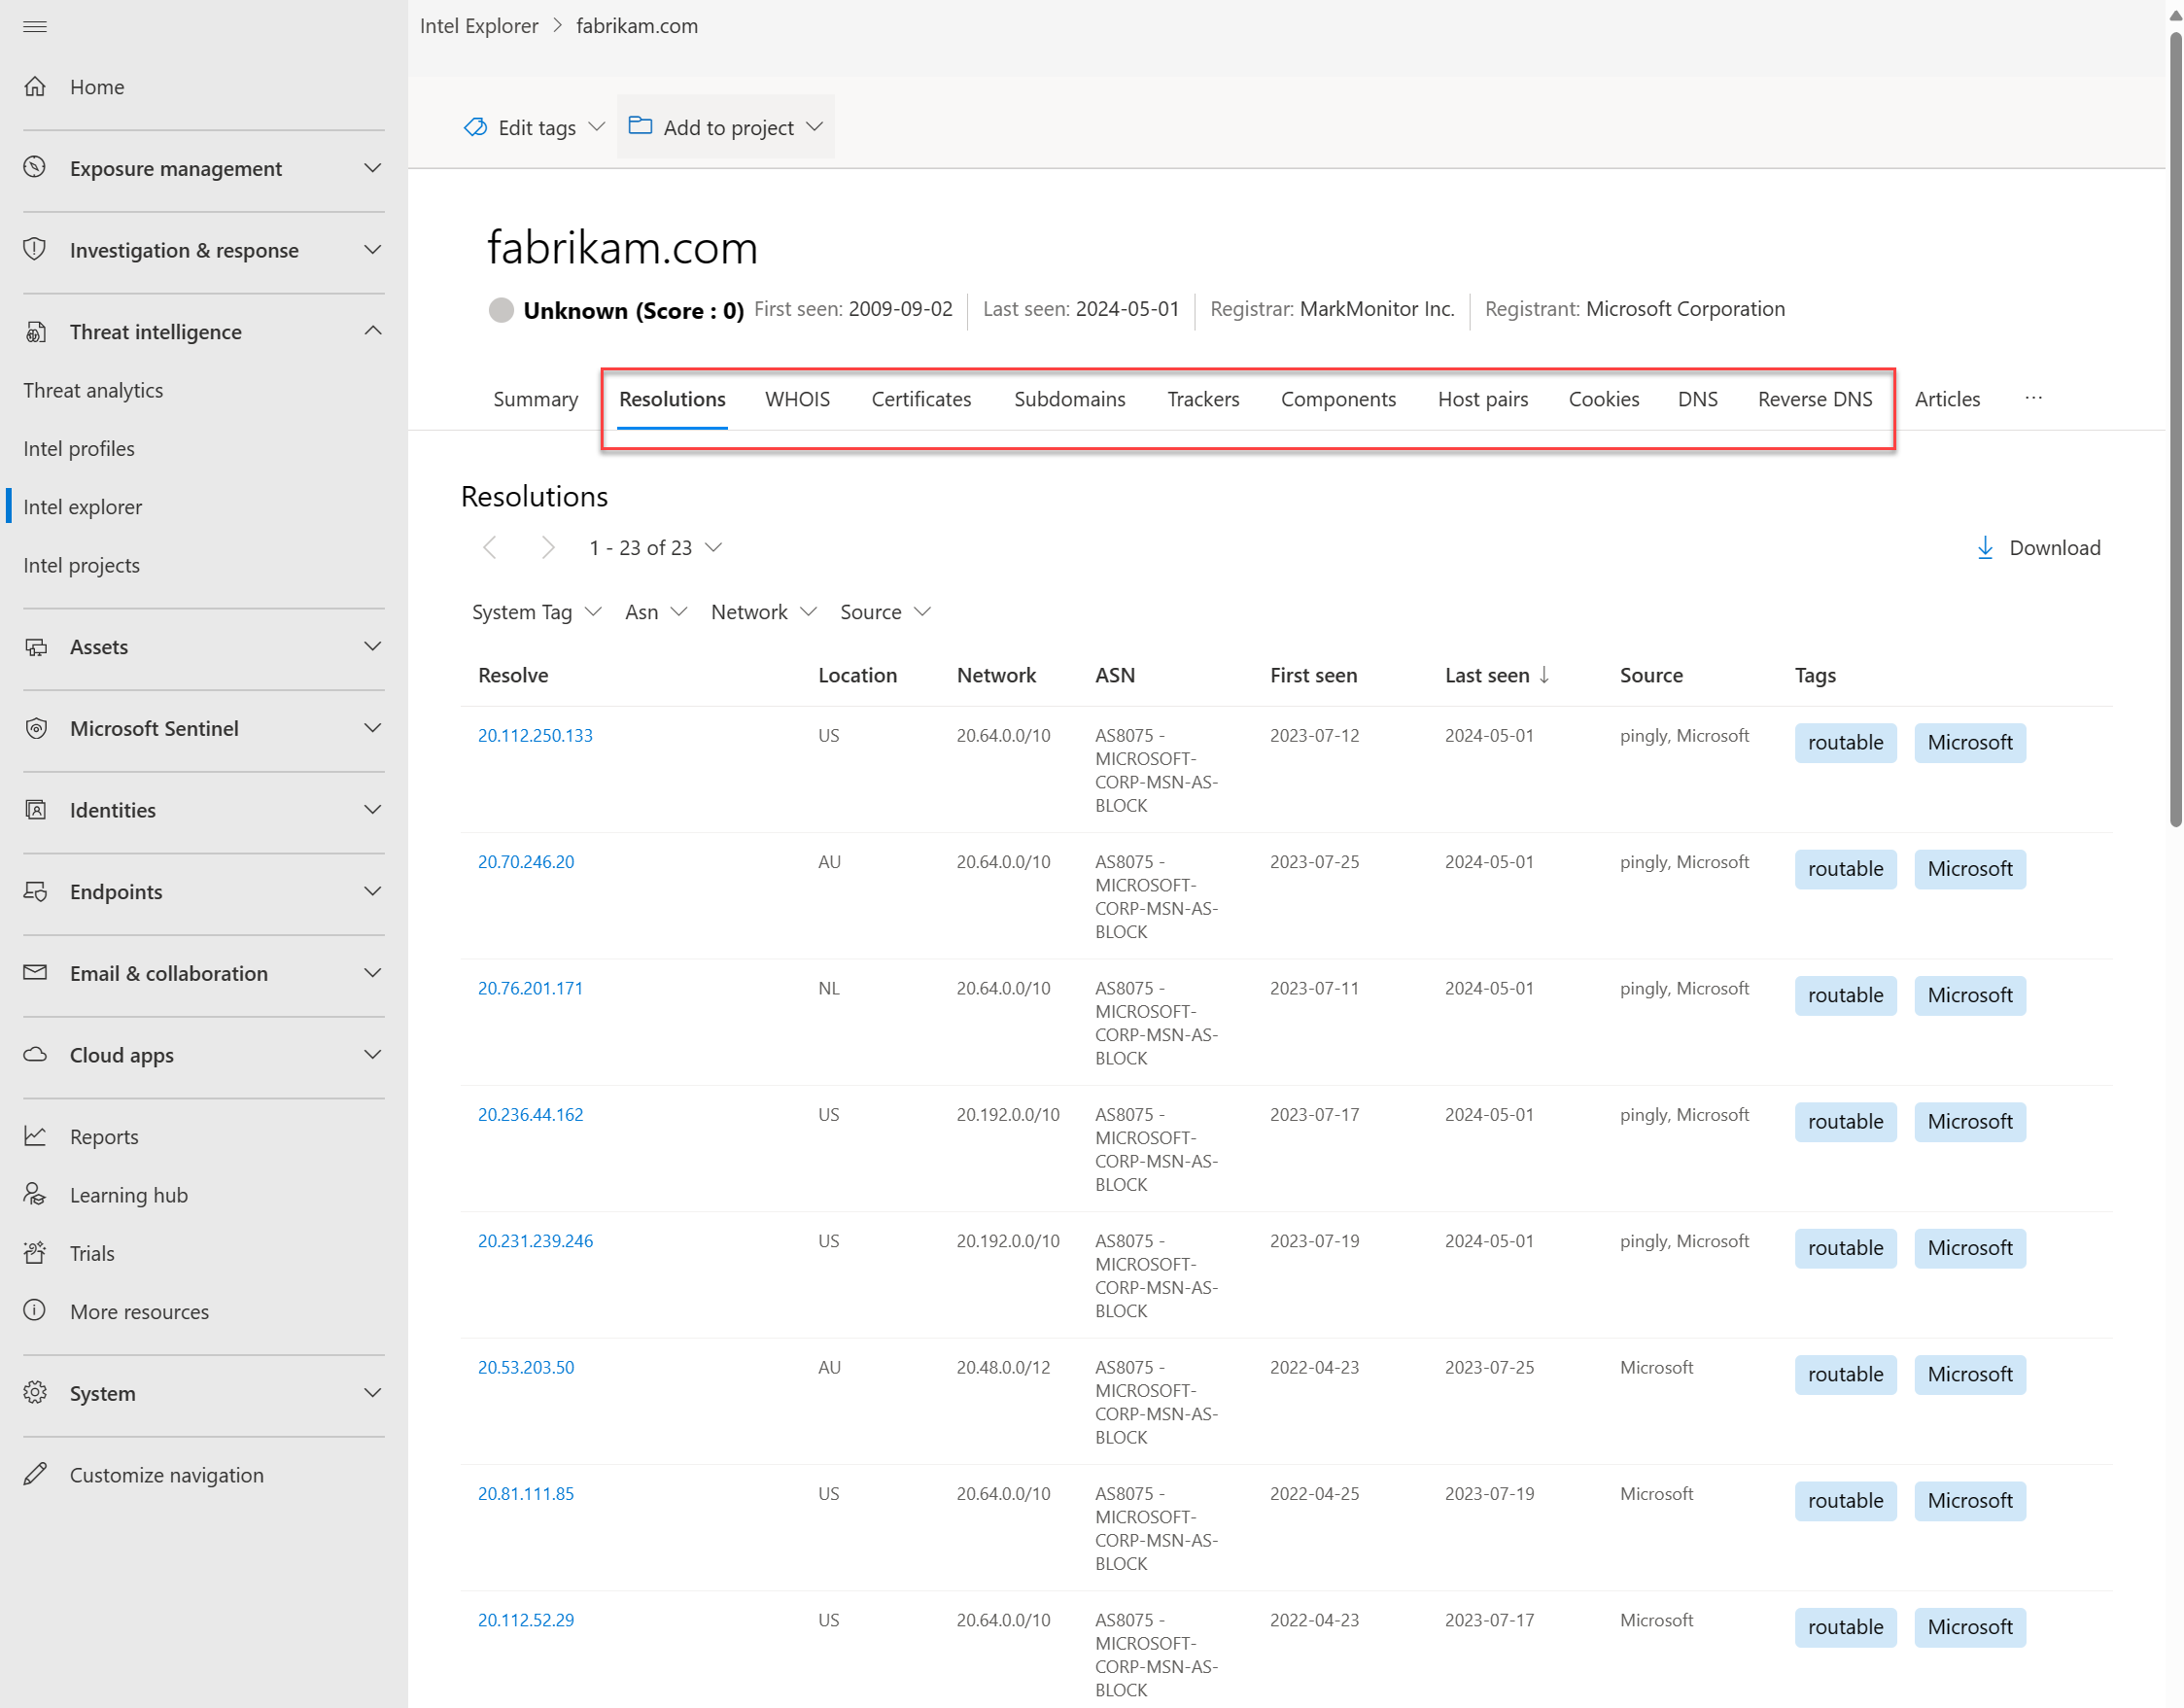 Intel Explorer > fabrikam.com
Home
Exposure management
Investigation & response
Threat intelligence
Threat analytics
Intel profiles
Intel explorer
Intel projects
Assets
Microsoft Sentinel
Identities
Endpoints
Email & collaboration
Cloud apps
Reports
Learning hub
Trials
More resources
System
Customize navigation
Edit tags Add to project
fabrikam.com
Unknown (Score : 0) First seen: 2009-09-02 Last seen: 2024-05-01 Registrar: MarkMonitor Inc. Registrant: Microsoft Corporation
Summary Resolutions WHOIS Certificates Subdomains Trackers Components Host pairs Cookies DNS Reverse DNS Articles ...
Resolutions
1 - 23 of 23 Download
System Tag Asn Network Source
Resolve Location Network ASN First seen Last seen ↓ Source Tags
20.112.250.133 US 20.64.0.0/10 AS8075 - 2023-07-12 2024-05-01 pingly, Microsoft routable Microsoft
MICROSOFT-
CORP-MSN-AS-
BLOCK
20.70.246.20 AU 20.64.0.0/10 AS8075 - 2023-07-25 2024-05-01 pingly, Microsoft routable Microsoft
MICROSOFT-
CORP-MSN-AS-
BLOCK
20.76.201.171 NL 20.64.0.0/10 AS8075 - 2023-07-11 2024-05-01 pingly, Microsoft routable Microsoft
MICROSOFT-
CORP-MSN-AS-
BLOCK
20.236.44.162 US 20.192.0.0/10 AS8075 - 2023-07-17 2024-05-01 pingly, Microsoft routable Microsoft
MICROSOFT-
CORP-MSN-AS-
BLOCK
20.231.239.246 US 20.192.0.0/10 AS8075 - 2023-07-19 2024-05-01 pingly, Microsoft routable Microsoft
MICROSOFT-
CORP-MSN-AS-
BLOCK
20.53.203.50 AU 20.48.0.0/12 AS8075 - 2022-04-23 2023-07-25 Microsoft routable Microsoft
MICROSOFT-
CORP-MSN-AS-
BLOCK
20.81.111.85 US 20.64.0.0/10 AS8075 - 2022-04-25 2023-07-19 Microsoft routable Microsoft
MICROSOFT-
CORP-MSN-AS-
BLOCK
20.112.52.29 US 20.64.0.0/10 AS8075 - 2022-04-23 2023-07-17 Microsoft routable Microsoft
MICROSOFT-
CORP-MSN-AS-
BLOCK